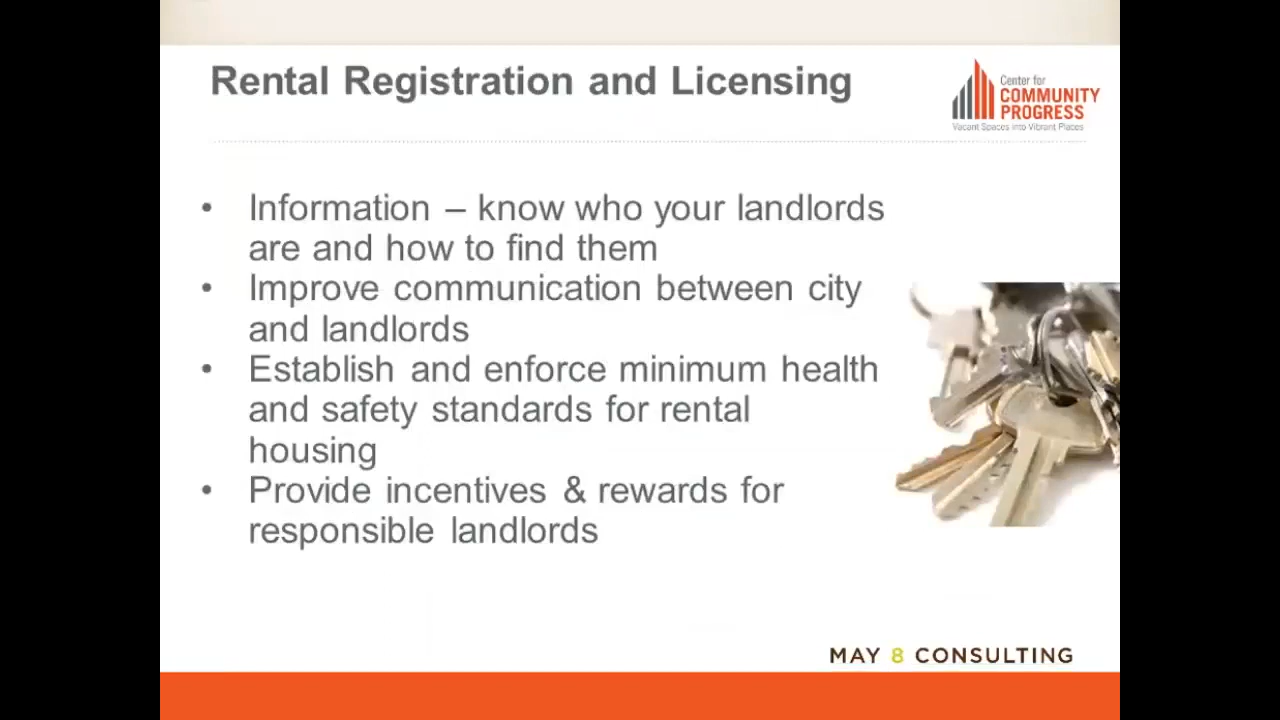 Rental Registration and Licensing
Center for
COMMUNITY
PROGRESS
Vacant Spaces into Vibrant Places
• Information – know who your landlords
are and how to find them
• Improve communication between city
and landlords
• Establish and enforce minimum health
and safety standards for rental
housing
• Provide incentives & rewards for
responsible landlords
MAY 8 CONSULTING